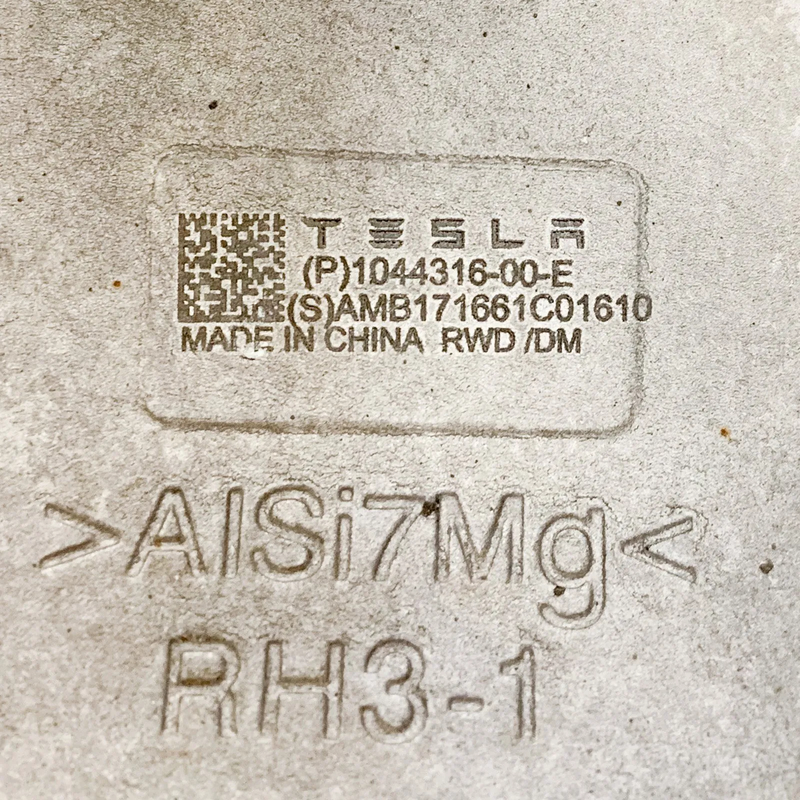 TESLA
(P)1044316-00-E
(S)AMB171661C01610
MADE IN CHINA RWD /DM
>AlSi7Mg<
RH3-1